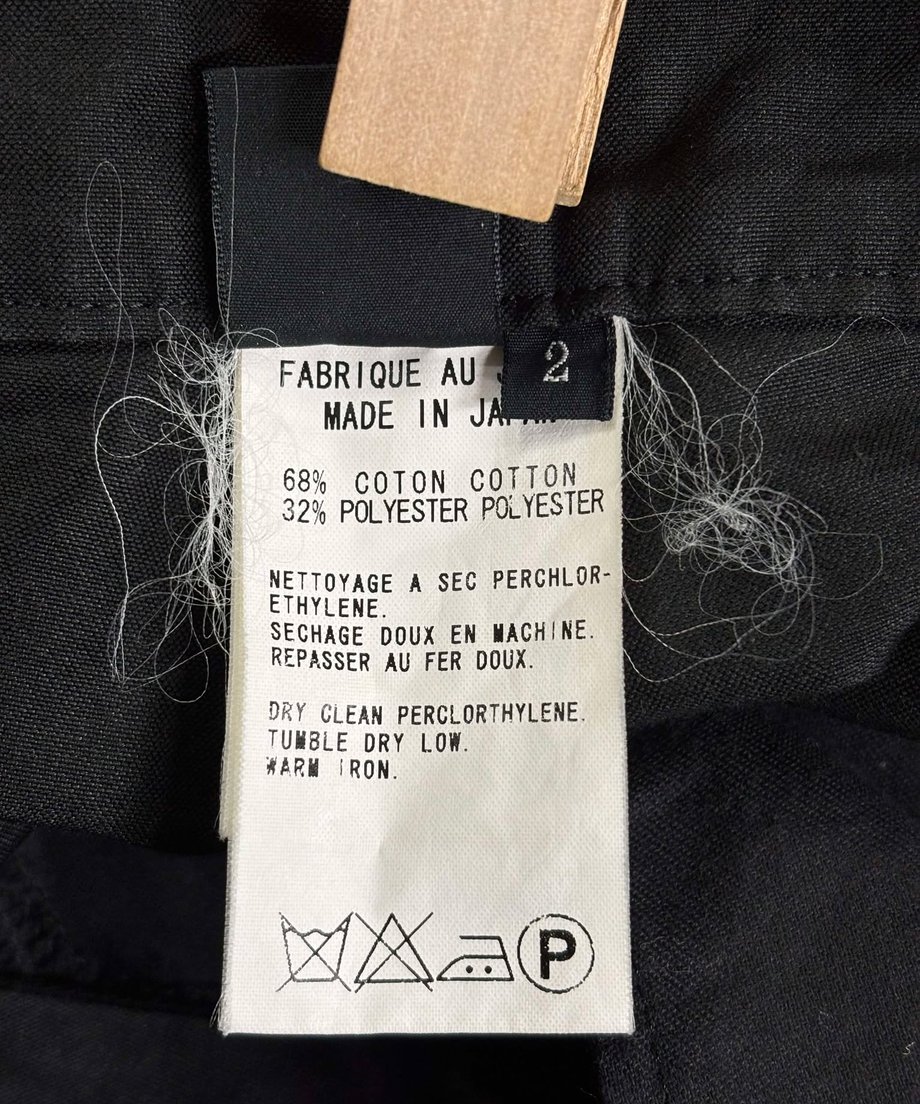 FABRIQUE AU
2
MADE IN JAPAN
68% COTON COTTON
32% POLYESTER POLYESTER
NETTOYAGE A SEC PERCHLOR-
ETHYLENE.
SECHAGE DOUX EN MACHINE.
REPASSER AU FER DOUX.
DRY CLEAN PERCLORTHYLENE.
TUMBLE DRY LOW.
WARM IRON.
P